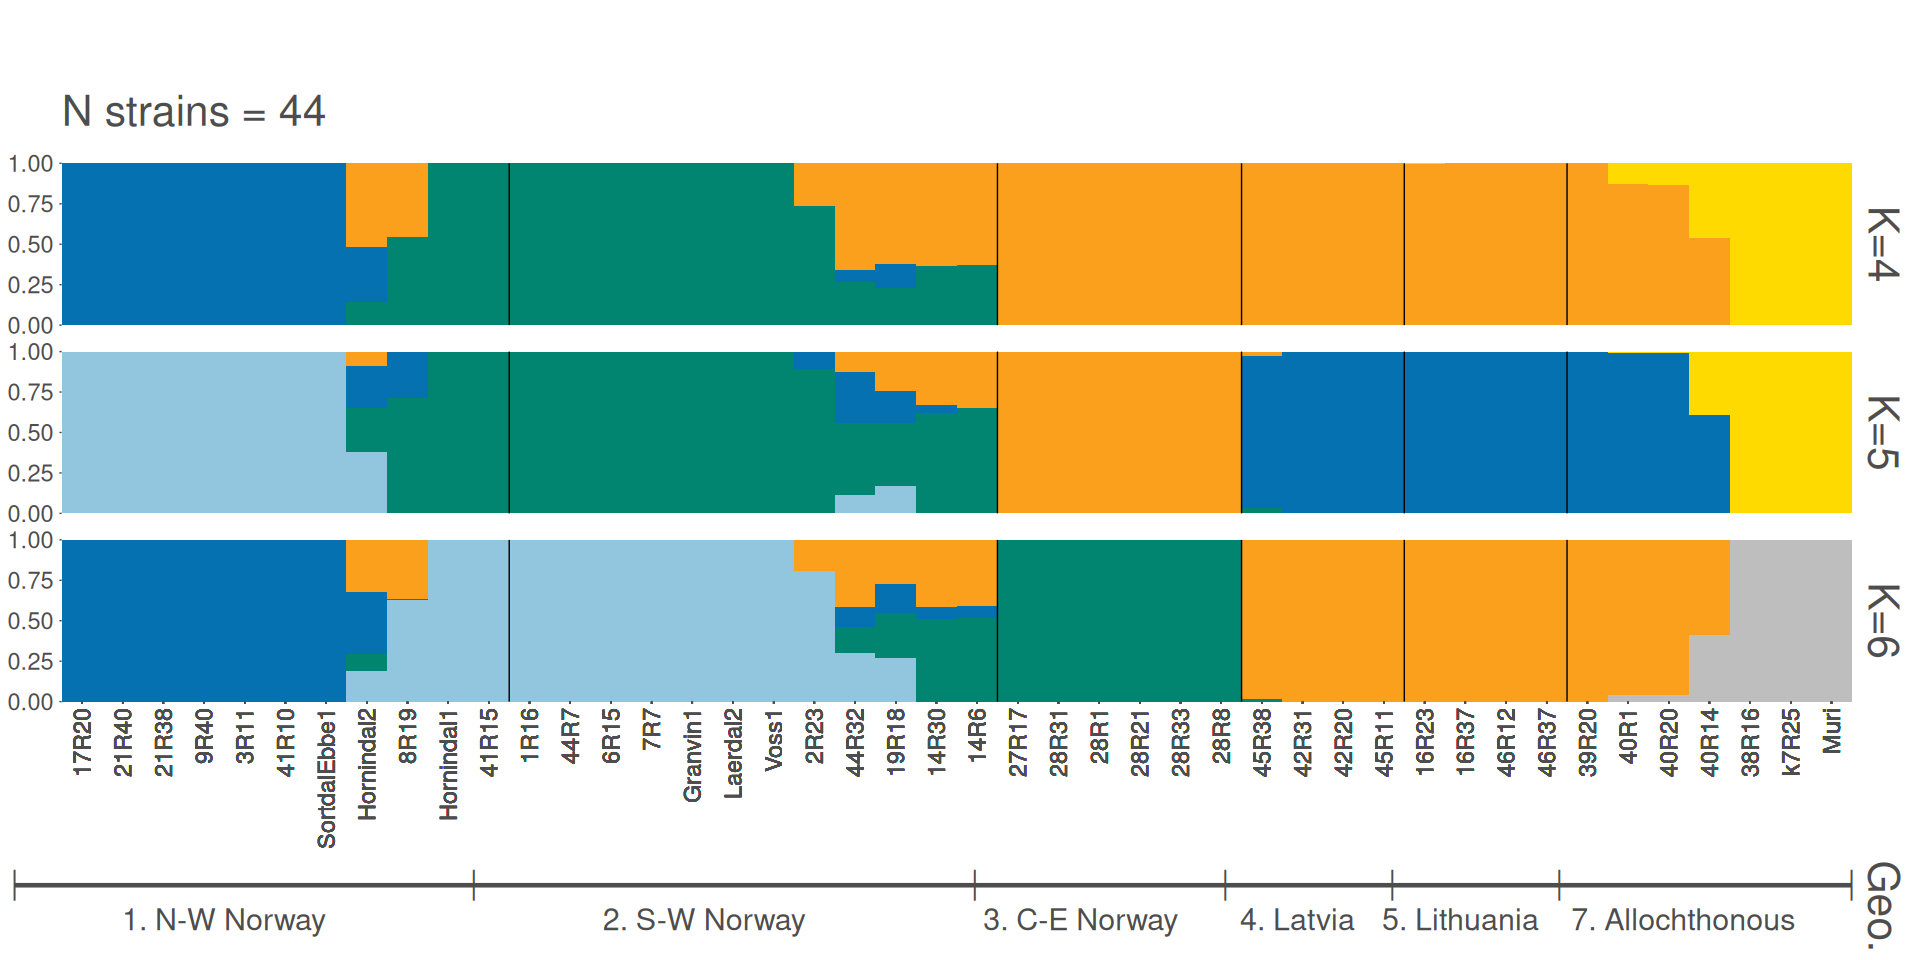 N strains = 44
1.00
0.75
0.50
0.25
0.00
K=4
1.00
0.75
0.50
0.25
0.00
K=5
1.00
0.75
0.50
0.25
0.00
K=6
17R20
21R40
21R38
9R40
3R11
41R10
SortdalEbbe1
Hornindal2
8R19
Hornindal1
41R15
1R16
44R7
6R15
7R7
Granvin1
Laerdal2
Voss1
2R23
44R32
19R18
14R30
14R6
27R17
28R31
28R1
28R21
28R33
28R8
45R38
42R31
42R20
45R11
16R23
16R37
46R12
46R37
39R20
40R1
40R20
40R14
38R16
k7R25
Muri
1. N-W Norway
2. S-W Norway
3. C-E Norway
4. Latvia
5. Lithuania
7. Allochthonous
Geo.